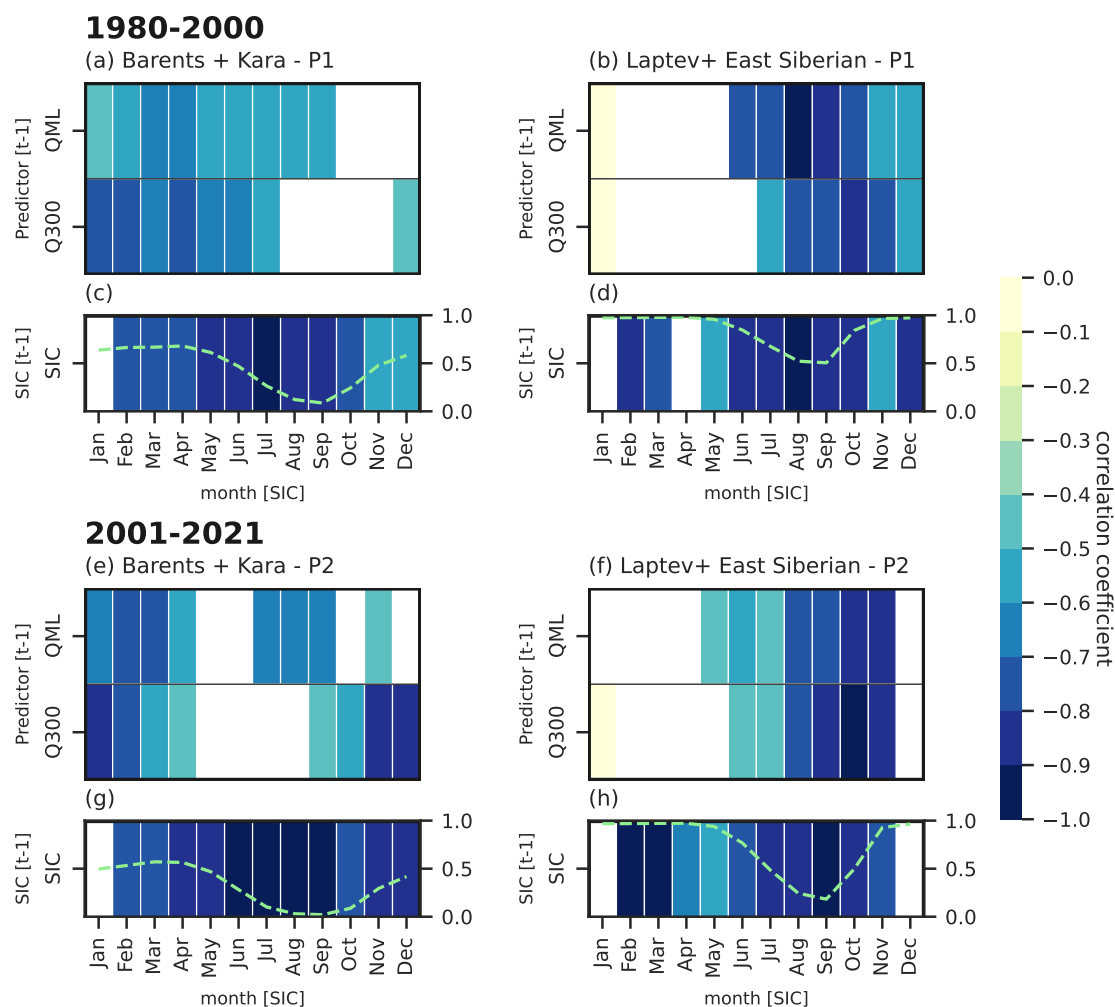 1980-2000
(a) Barents + Kara - P1
(b) Laptev+ East Siberian - P1
Predictor [t-1]
QML
Q300
Predictor [t-1]
QML
Q300
(c)
(d)
SIC [t-1]
SIC
1.0
0.5
0.0
SIC [t-1]
SIC
1.0
0.5
0.0
Jan Feb Mar Apr May Jun Jul Aug Sep Oct Nov Dec
Jan Feb Mar Apr May Jun Jul Aug Sep Oct Nov Dec
month [SIC]
month [SIC]
2001-2021
(e) Barents + Kara - P2
(f) Laptev+ East Siberian - P2
Predictor [t-1]
QML
Q300
Predictor [t-1]
QML
Q300
(g)
(h)
SIC [t-1]
SIC
1.0
0.5
0.0
SIC [t-1]
SIC
1.0
0.5
0.0
Jan Feb Mar Apr May Jun Jul Aug Sep Oct Nov Dec
Jan Feb Mar Apr May Jun Jul Aug Sep Oct Nov Dec
month [SIC]
month [SIC]
0.0
−0.1
−0.2
−0.3
−0.4
−0.5
−0.6
−0.7
−0.8
−0.9
−1.0
correlation coefficient